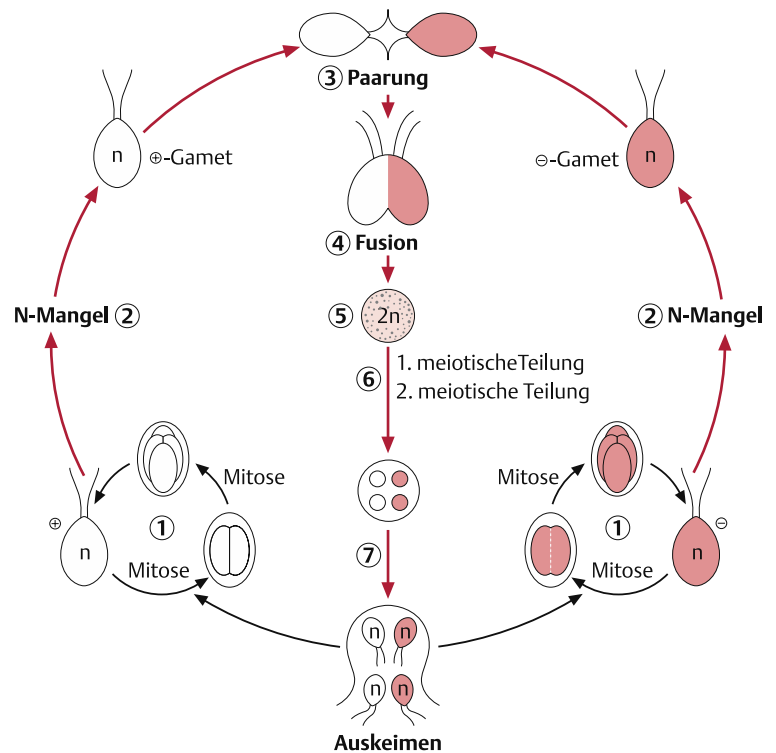 ③ Paarung
n
⊕-Gamet
⊖-Gamet
n
④ Fusion
N-Mangel ②
② N-Mangel
⑤
2n
⑥
1. meiotischeTeilung
2. meiotische Teilung
Mitose
Mitose
⊕
①
①
⊖
n
n
Mitose
Mitose
⑦
n
n
n
n
Auskeimen